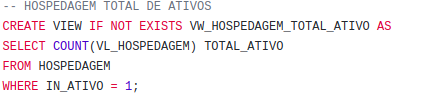 -- HOSPEDAGEM TOTAL DE ATIVOS
CREATE VIEW IF NOT EXISTS VW_HOSPEDAGEM_TOTAL_ATIVO AS
SELECT COUNT(VL_HOSPEDAGEM) TOTAL_ATIVO
FROM HOSPEDAGEM
WHERE IN_ATIVO = 1;